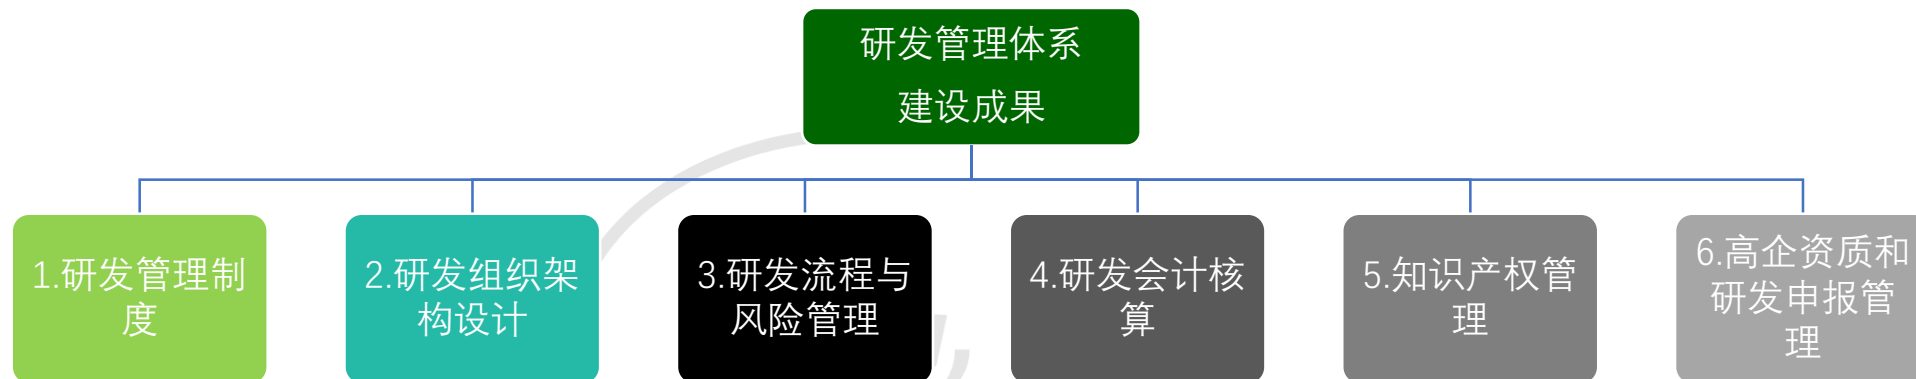 研发管理体系
建设成果
1.研发管理制
度
2.研发组织架
构设计
3.研发流程与
风险管理
4.研发会计核
算
5.知识产权管
理
6.高企资质和
研发申报管
理